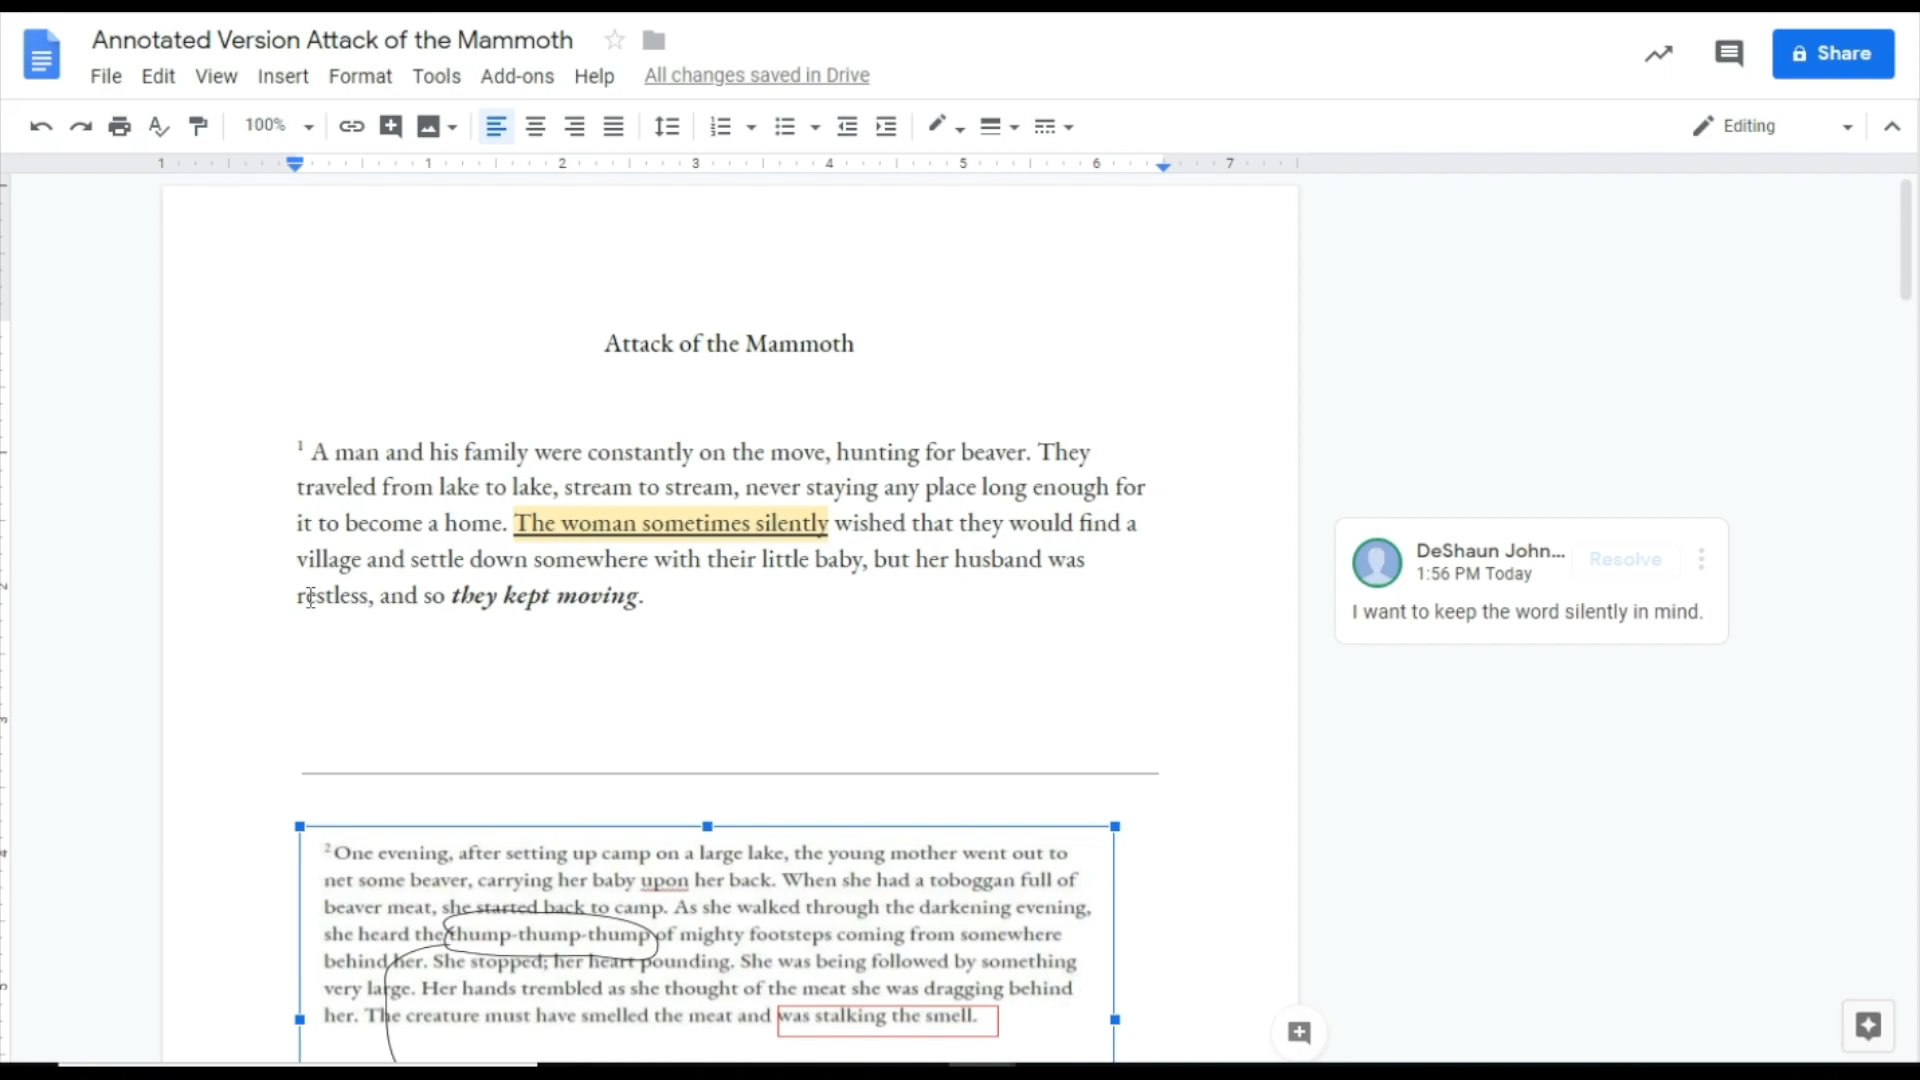 Annotated Version Attack of the Mammoth
File Edit View Insert Format Tools Add-ons Help All changes saved in Drive
Share
100%
Editing
1 1 2 3 4 5 6 7
Attack of the Mammoth
1 A man and his family were constantly on the move, hunting for beaver. They
traveled from lake to lake, stream to stream, never staying any place long enough for
it to become a home. The woman sometimes silently wished that they would find a
village and settle down somewhere with their little baby, but her husband was
restless, and so they kept moving.
DeShaun John...
Resolve
1:56 PM Today
I want to keep the word silently in mind.
2 One evening, after setting up camp on a large lake, the young mother went out to
net some beaver, carrying her baby upon her back. When she had a toboggan full of
beaver meat, she started back to camp. As she walked through the darkening evening,
she heard the thump-thump-thump of mighty footsteps coming from somewhere
behind her. She stopped; her heart pounding. She was being followed by something
very large. Her hands trembled as she thought of the meat she was dragging behind
her. The creature must have smelled the meat and was stalking the smell.